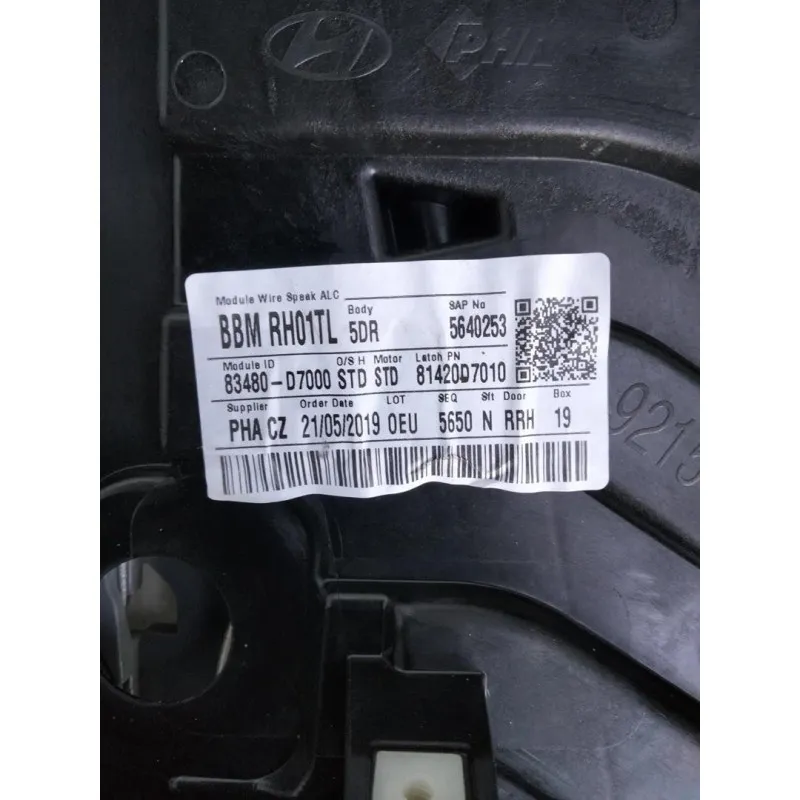 Module Wire Speak ALC Body SAP No
BBM RH01TL 5DR 5640253
Module ID O/S H Motor Latch PN
83480-D7000 STD STD 81420D7010
Supplier Order Date LOT SEQ Sft Door Box
PHA CZ 21/05/2019 0EU 5650 N RRH 19
9215